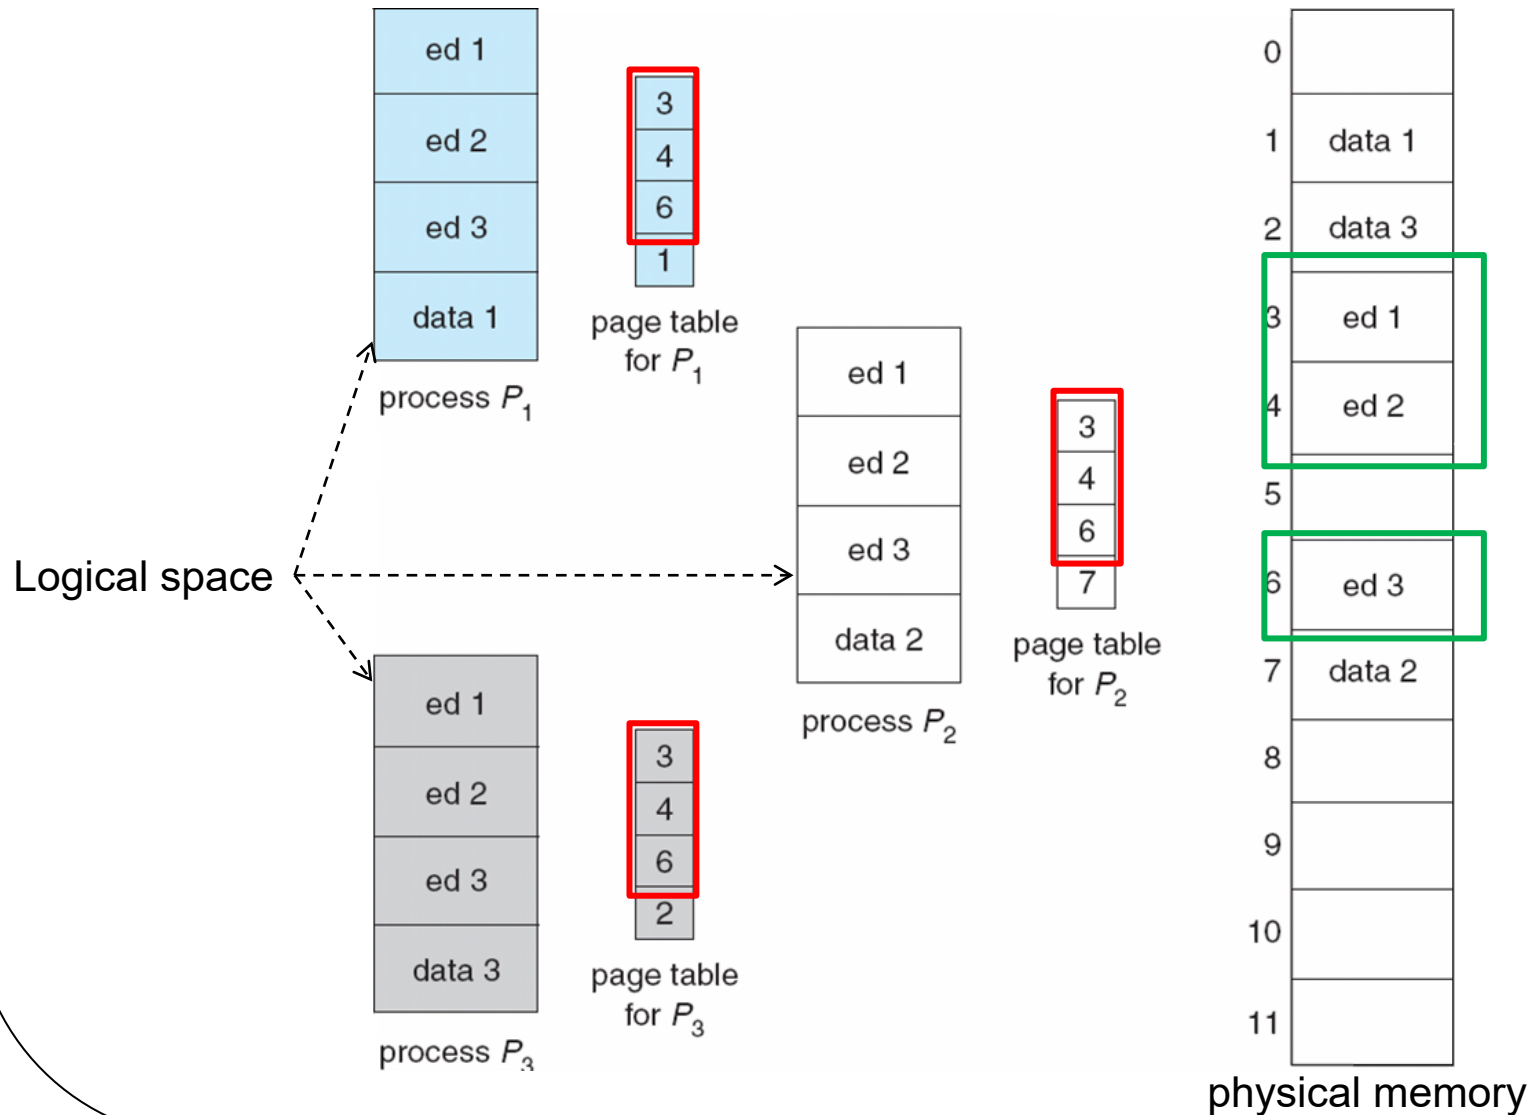 ed 1
ed 2
ed 3
data 1
process P1
3
4
6
1
page table
for P1
Logical space
ed 1
ed 2
ed 3
data 2
process P2
3
4
6
7
page table
for P2
ed 1
ed 2
ed 3
data 3
process P3
3
4
6
2
page table
for P3
0
1 data 1
2 data 3
3 ed 1
4 ed 2
5
6 ed 3
7 data 2
8
9
10
11
physical memory